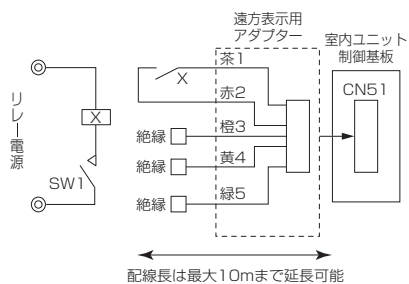 遠方表示用
アダプター
室内ユニット
制御基板
CN51
茶1
X
赤2
リレー電源
X
橙3
絶縁
黄4
絶縁
SW1
緑5
絶縁
配線長は最大10mまで延長可能